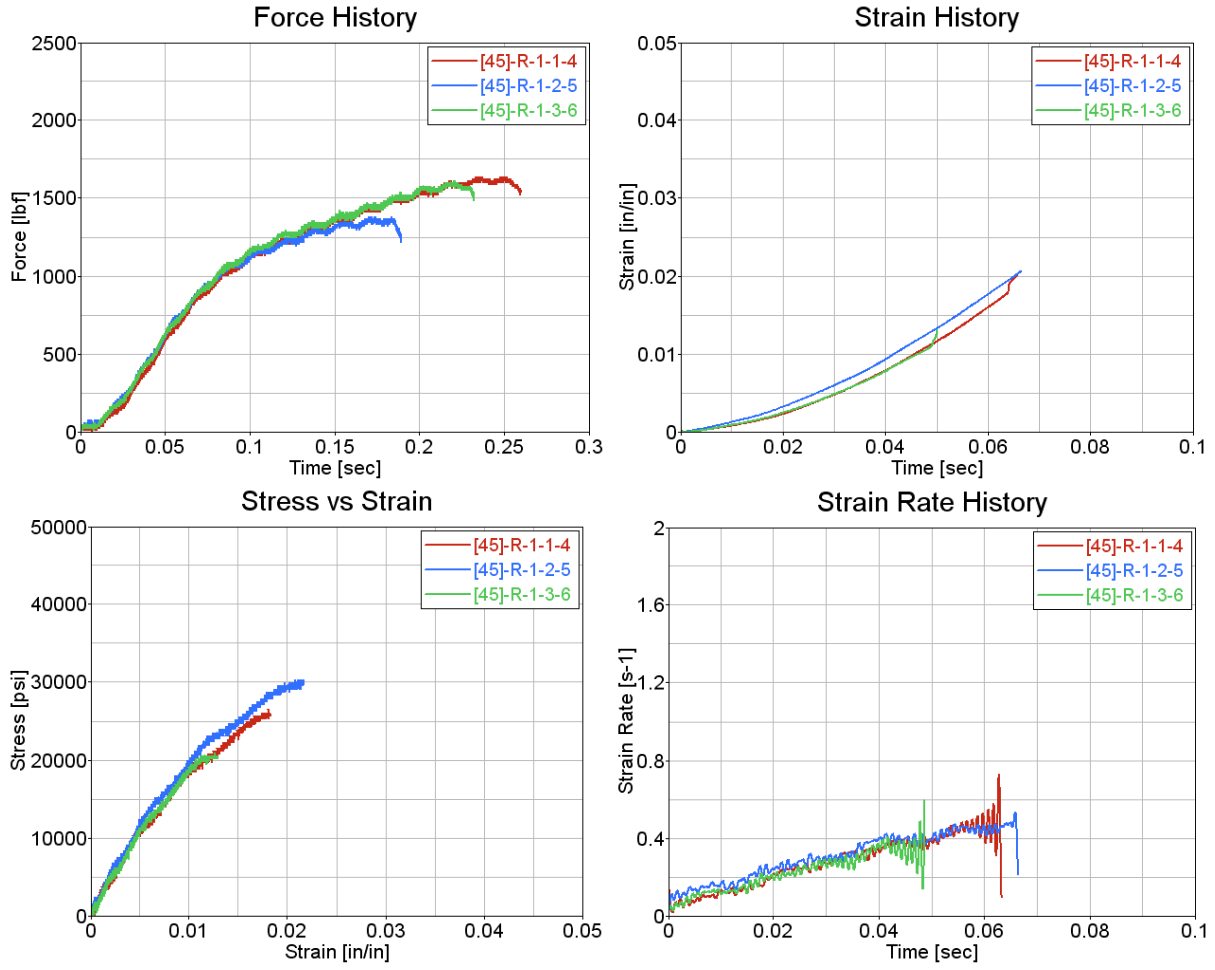 Force History
2500
2000
1500
1000
500
0
0
0.05
0.1
0.15
0.2
0.25
0.3
Force [lbf]
Time [sec]
[45]-R-1-1-4
[45]-R-1-2-5
[45]-R-1-3-6
Strain History
0.05
0.04
0.03
0.02
0.01
0
0
0.02
0.04
0.06
0.08
0.1
Strain [in/in]
Time [sec]
[45]-R-1-1-4
[45]-R-1-2-5
[45]-R-1-3-6
Stress vs Strain
50000
40000
30000
20000
10000
0
0
0.01
0.02
0.03
0.04
0.05
Stress [psi]
Strain [in/in]
[45]-R-1-1-4
[45]-R-1-2-5
[45]-R-1-3-6
Strain Rate History
2
1.6
1.2
0.8
0.4
0
0
0.02
0.04
0.06
0.08
0.1
Strain Rate [s-1]
Time [sec]
[45]-R-1-1-4
[45]-R-1-2-5
[45]-R-1-3-6